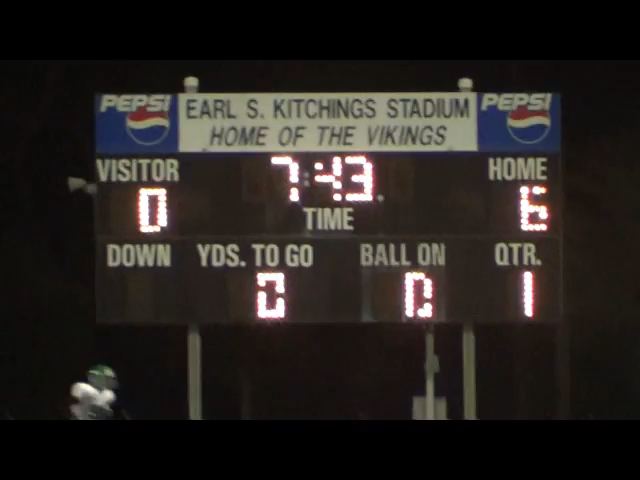 PEPSI EARL S. KITCHINGS STADIUM PEPSI
HOME OF THE VIKINGS
VISITOR 7:43 HOME
0 TIME 6
DOWN YDS. TO GO BALL ON QTR.
0 0 1